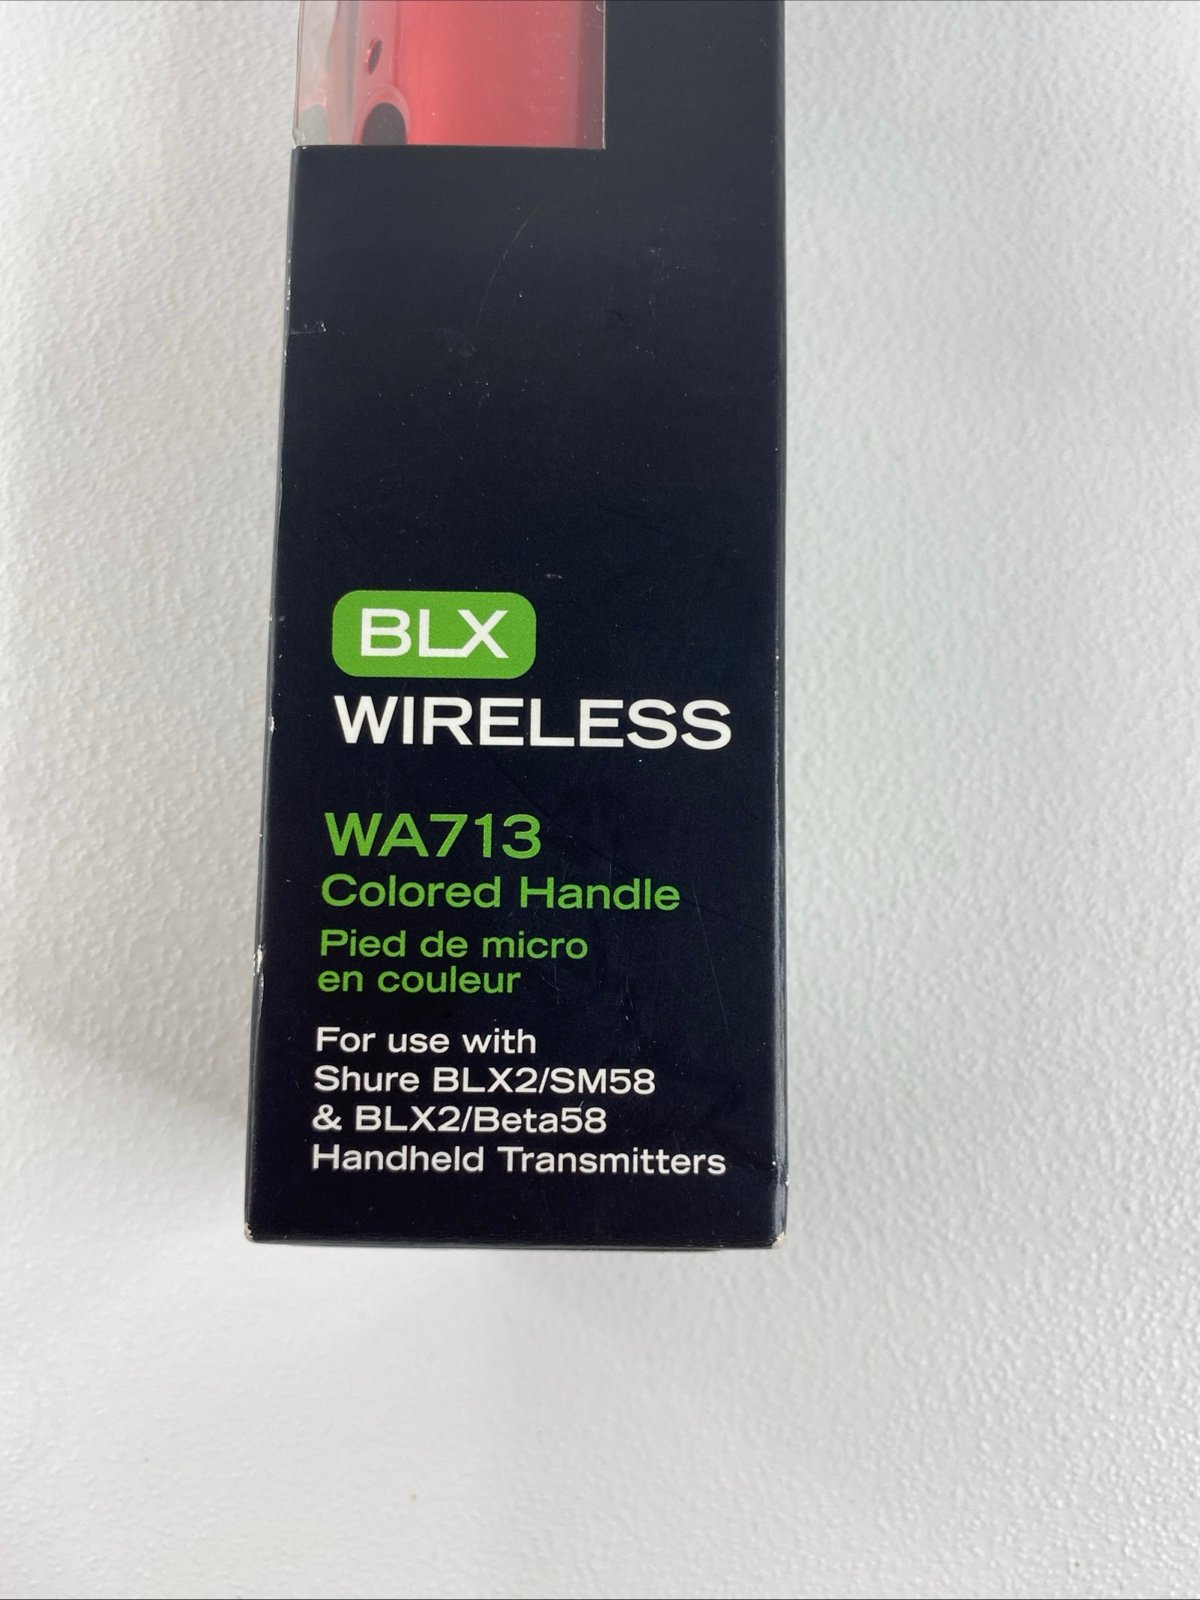 BLX
WIRELESS
WA713
Colored Handle
Pied de micro
en couleur
For use with
Shure BLX2/SM58
& BLX2/Beta58
Handheld Transmitters